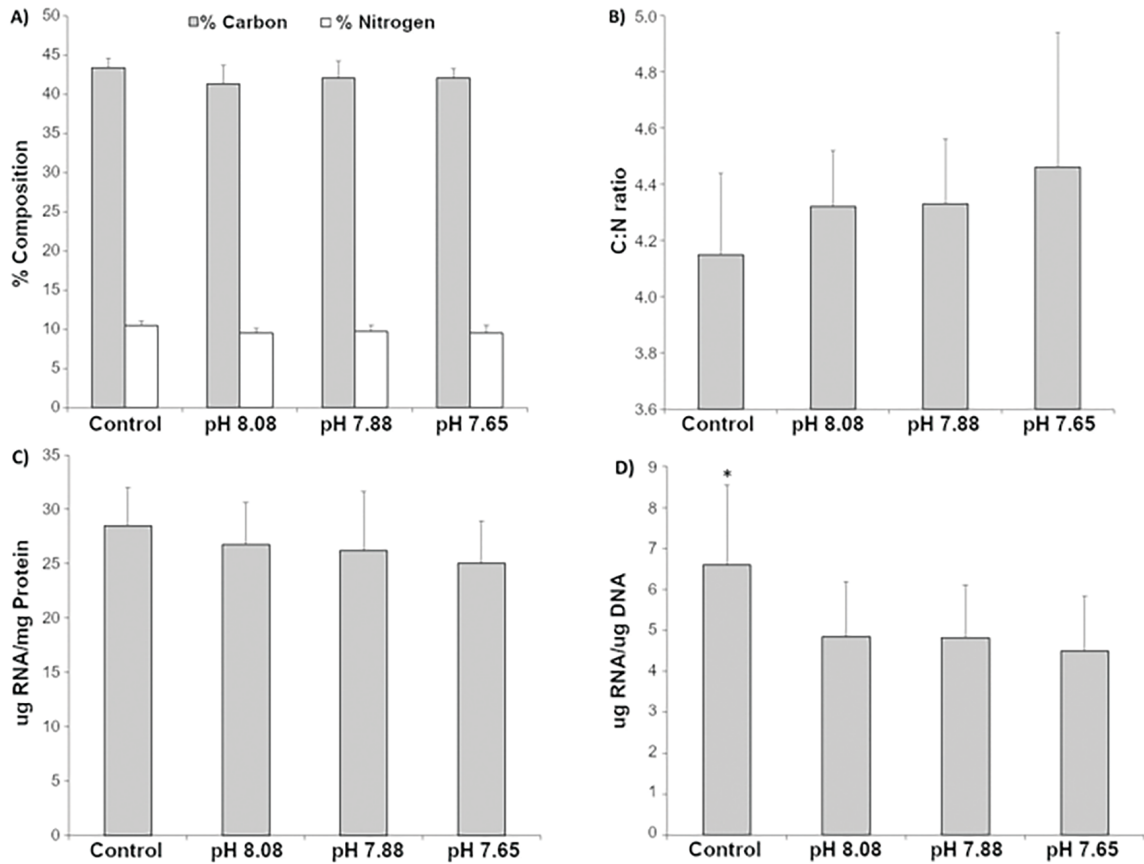 A)
% Carbon % Nitrogen
% Composition
50
45
40
35
30
25
20
15
10
5
0
Control pH 8.08 pH 7.88 pH 7.65
B)
C:N ratio
5.0
4.8
4.6
4.4
4.2
4.0
3.8
3.6
Control pH 8.08 pH 7.88 pH 7.65
C)
ug RNA/mg Protein
35
30
25
20
15
10
5
0
Control pH 8.08 pH 7.88 pH 7.65
D)
ug RNA/ug DNA
9
8
7
6
5
4
3
2
1
0
*
Control pH 8.08 pH 7.88 pH 7.65